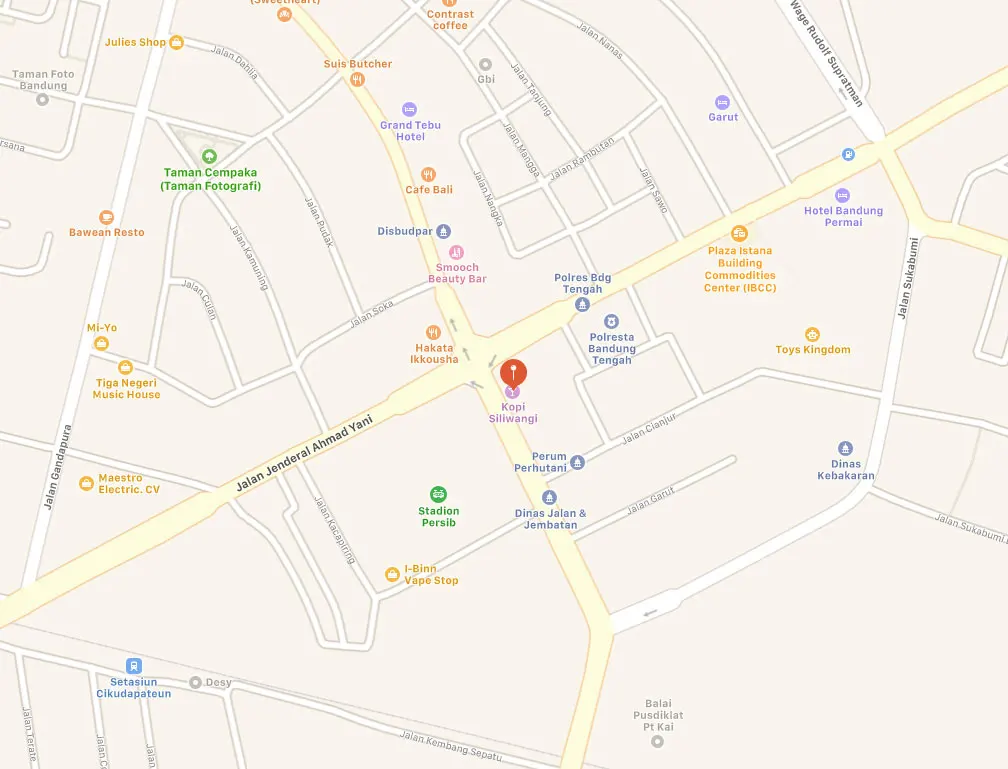 (Sweetheart)
Contrast
coffee
Julies Shop
Jalan Dahlia
Suis Butcher
Gbi
Jalan Nanas
Wage Rudolf Supratman
Taman Foto
Bandung
Jalan Tanjung
Garut
Grand Tebu
Hotel
Jalan Mangga
Jalan Rambutan
Taman Cempaka
(Taman Fotografi)
Cafe Bali
Jalan Nangka
Jalan Sawo
Hotel Bandung
Permai
Bawean Resto
Jalan Pudak
Disbudpar
Jalan Kamuning
Smooch
Beauty Bar
Plaza Istana
Building
Commodities
Center (IBCC)
Jalan Sukabumi
Jalan Culan
Polres Bdg
Tengah
Jalan Soka
Mi-Yo
Hakata
Ikkousha
Polresta
Bandung
Tengah
Toys Kingdom
Tiga Negeri
Music House
Kopi
Siliwangi
Jalan Jenderal Ahmad Yani
Jalan Cianjur
Jalan Gandapura
Perum
Perhutani
Dinas
Kebakaran
Maestro
Electric. CV
Stadion
Persib
Dinas Jalan &
Jembatan
Jalan Garut
Jalan Kacapiring
I-Binn
Vape Stop
Setasiun
Cikudapateun
Desy
Jalan Terate
Balai
Pusdiklat
Pt Kai
Jalan Kembang Sepatu